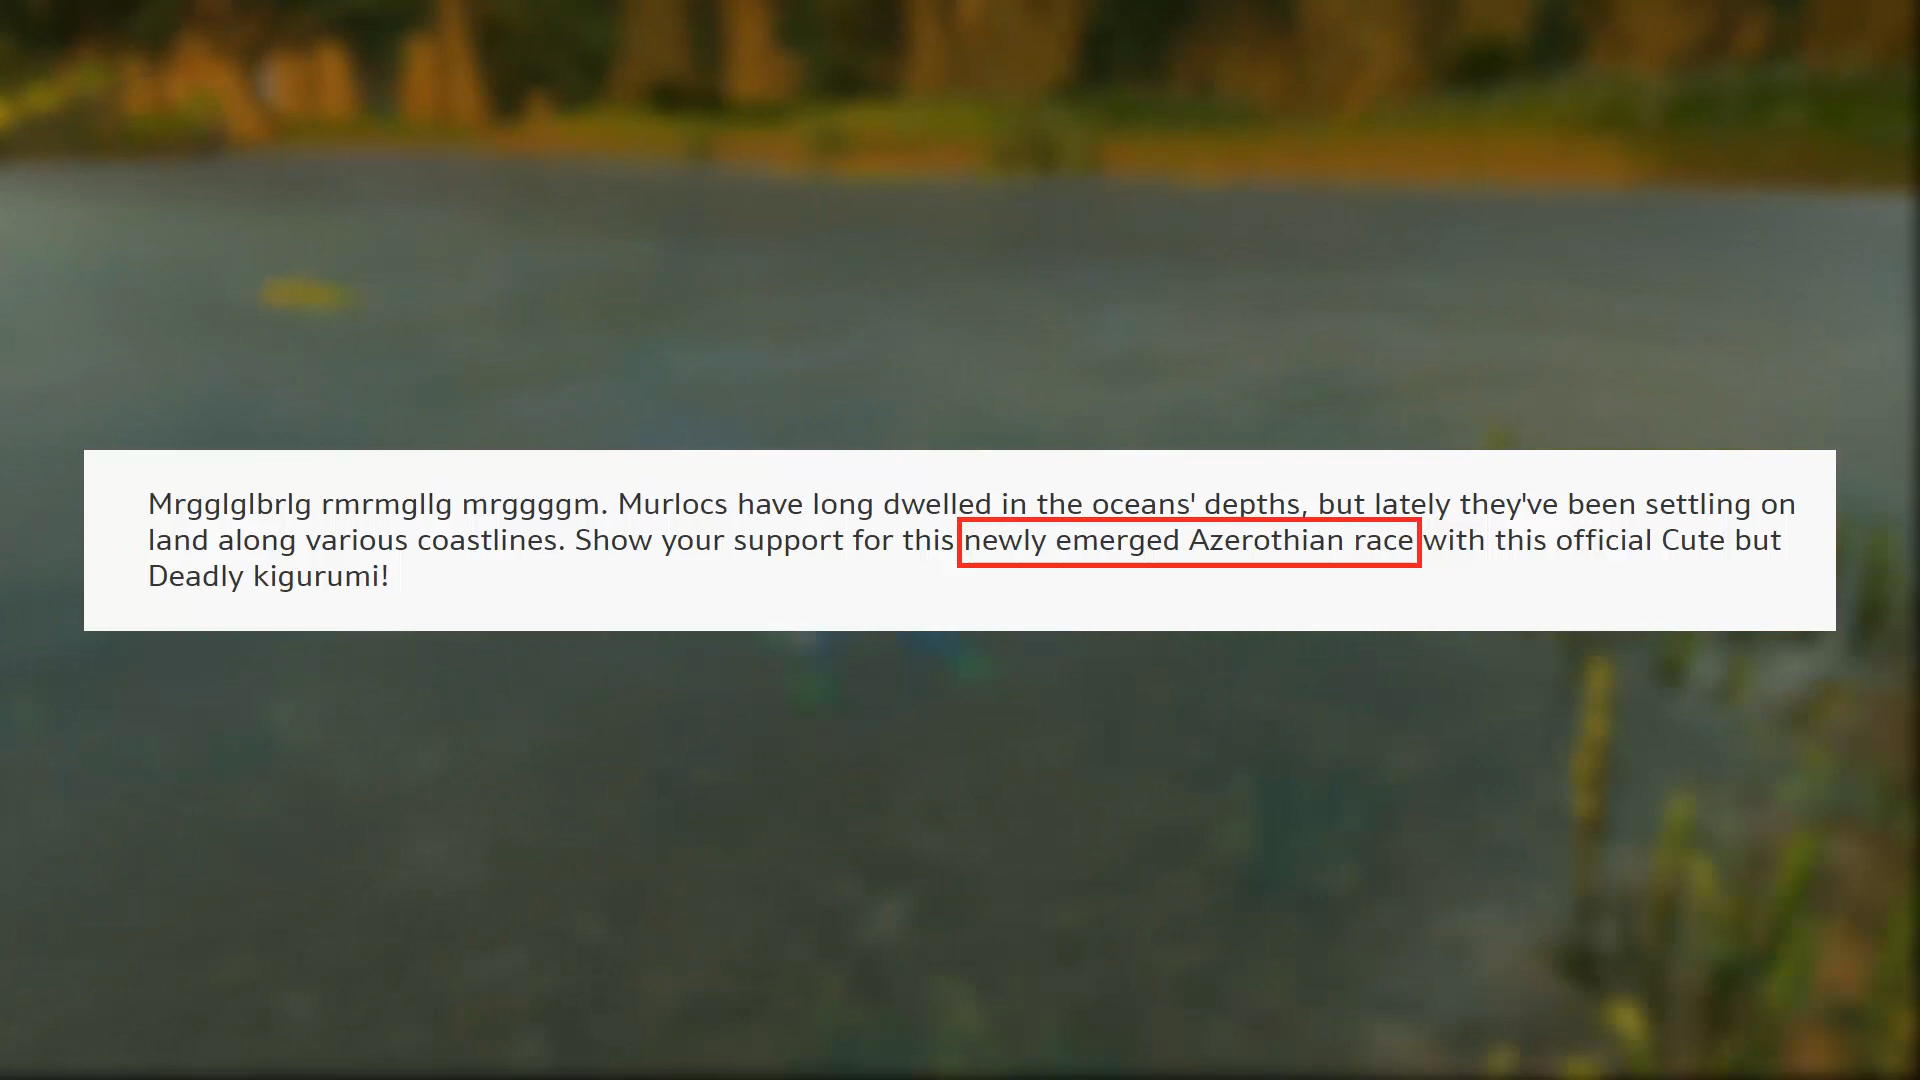 Mrgglglbrlg rmrmgllg mrggggm. Murlocs have long dwelled in the oceans' depths, but lately they've been settling on
land along various coastlines. Show your support for this newly emerged Azerothian race with this official Cute but
Deadly kigurumi!